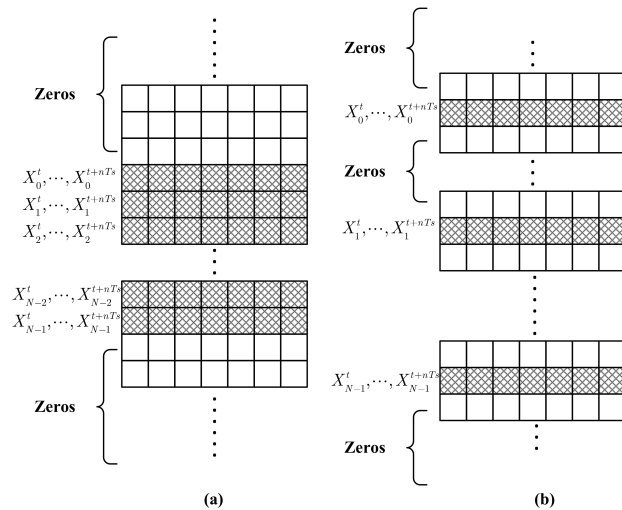 Zeros
X_0^t,⋯,X_0^{t+nTs}
X_1^t,⋯,X_1^{t+nTs}
X_2^t,⋯,X_2^{t+nTs}
X_{N-2}^t,⋯,X_{N-2}^{t+nTs}
X_{N-1}^t,⋯,X_{N-1}^{t+nTs}
Zeros
(a)
Zeros
X_0^t,⋯,X_0^{t+nTs}
Zeros
X_1^t,⋯,X_1^{t+nTs}
X_{N-1}^t,⋯,X_{N-1}^{t+nTs}
Zeros
(b)